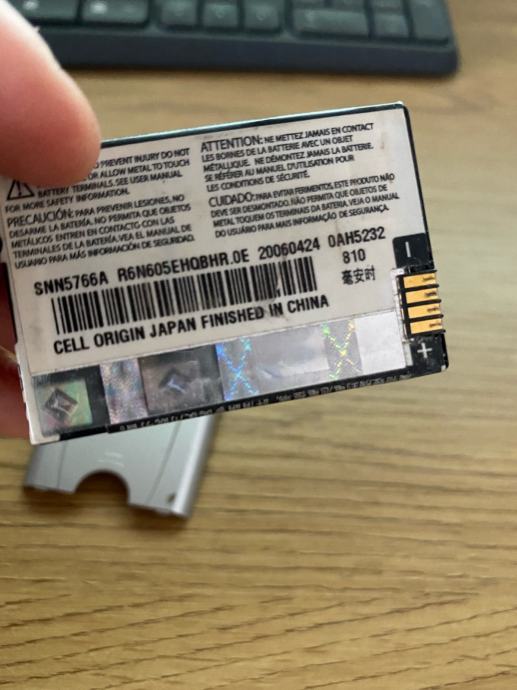 PREVENT INJURY DO NOT
OR ALLOW METAL TO TOUCH
BATTERY TERMINALS. SEE USER MANUAL
FOR MORE SAFETY INFORMATION.
PRECAUCIÓN: PARA PREVENIR LESIONES, NO
DESARME LA BATERÍA, NO PERMITA QUE OBJETOS
METÁLICOS ENTREN EN CONTACTO CON LAS
TERMINALES DE LA BATERÍA. VEA EL MANUAL DE
USUARIO PARA MÁS INFORMACIÓN DE SEGURIDAD.
ATTENTION: NE METTEZ JAMAIS EN CONTACT
LES BORNES DE LA BATTERIE AVEC UN OBJET
MÉTALLIQUE. NE DÉMONTEZ JAMAIS LA BATTERIE.
SE RÉFÉRER AU MANUEL D'UTILISATION POUR
LES CONDITIONS DE SÉCURITÉ.
CUIDADO: PARA EVITAR FERIMENTOS, ESTE PRODUTO NÃO
DEVE SER DESMONTADO. NÃO PERMITA QUE OBJETOS DE
METAL TOQUEM OS TERMINAIS DA BATERIA. VEJA O MANUAL
DO USUÁRIO PARA MAIS INFORMAÇÃO DE SEGURANÇA.
SNN5766A R6N605EHQBHR.0E 20060424 0AH5232
810
毫安时
CELL ORIGIN JAPAN FINISHED IN CHINA
–
+